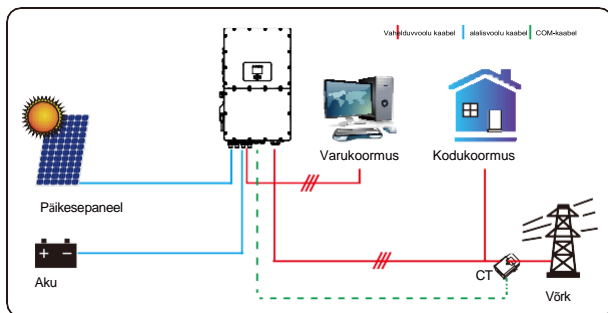 Vahelduvvoolu kaabel alalisvoolu kaabel COM-kaabel
Varukoormus
Kodukoormus
Päikesepaneel
CT
Aku
Võrk